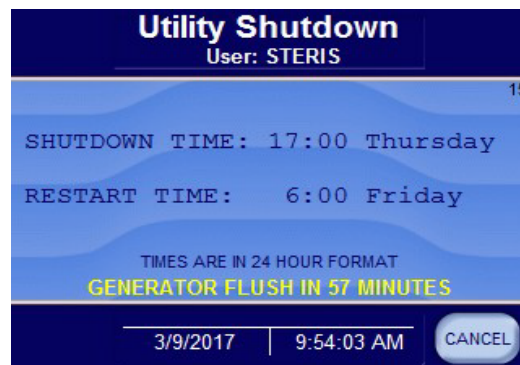 Utility Shutdown
User: STERIS
SHUTDOWN TIME: 17:00 Thursday
RESTART TIME: 6:00 Friday
TIMES ARE IN 24 HOUR FORMAT
GENERATOR FLUSH IN 57 MINUTES
3/9/2017 9:54:03 AM CANCEL